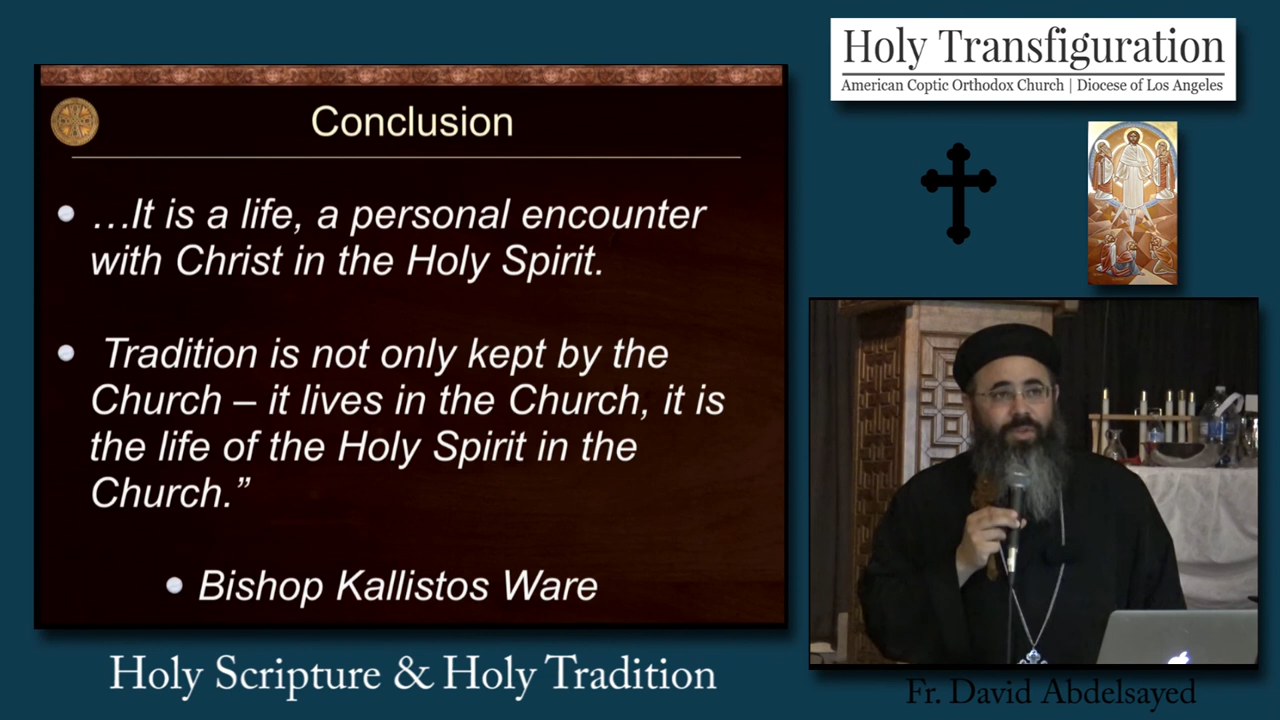 Conclusion
…It is a life, a personal encounter
with Christ in the Holy Spirit.
Tradition is not only kept by the
Church – it lives in the Church, it is
the life of the Holy Spirit in the
Church.”
Bishop Kallistos Ware
Holy Scripture & Holy Tradition
Holy Transfiguration
American Coptic Orthodox Church | Diocese of Los Angeles
Fr. David Abdelsayed